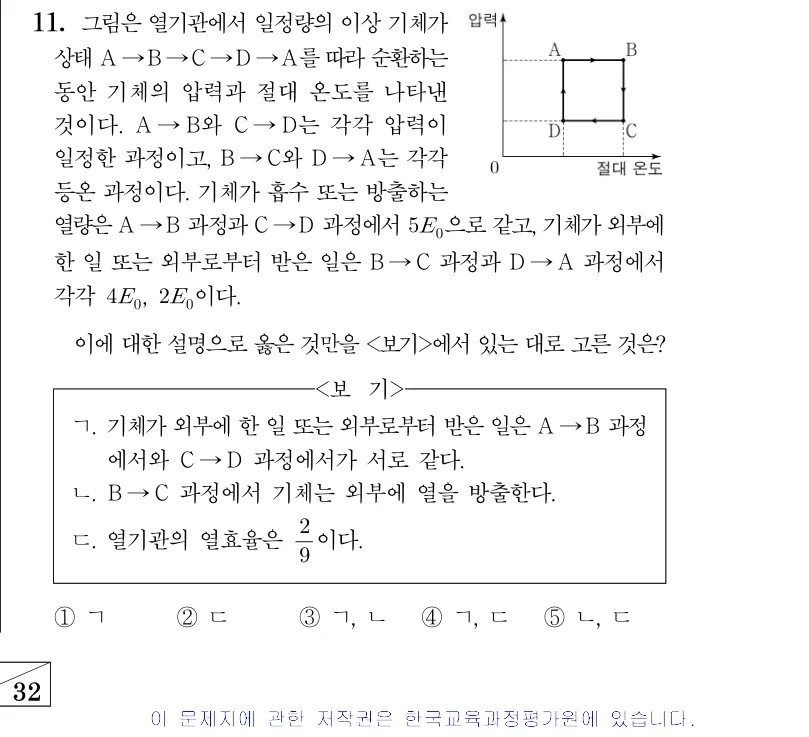 11. 그림은 열기관에서 일정량의 이상 기체가
상태 A→B→C→D→A를 따라 순환하는
동안 기체의 압력과 절대 온도를 나타낸
것이다. A→B와 C→D는 각각 압력이
일정한 과정이고, B→C와 D→A는 각각
등온 과정이다. 기체가 흡수 또는 방출하는
열량은 A→B 과정과 C→D 과정에서 5E₀으로 같고, 기체가 외부에
한 일 또는 외부로부터 받은 일은 B→C 과정과 D→A 과정에서
각각 4E₀, 2E₀이다.
압력
A
B
D
C
0
절대 온도
이에 대한 설명으로 옳은 것만을 <보기>에서 있는 대로 고른 것은?
<보 기>
ㄱ. 기체가 외부에 한 일 또는 외부로부터 받은 일은 A→B 과정
에서와 C→D 과정에서가 서로 같다.
ㄴ. B→C 과정에서 기체는 외부에 열을 방출한다.
ㄷ. 열기관의 열효율은 2/9이다.
① ㄱ ② ㄷ ③ ㄱ, ㄴ ④ ㄱ, ㄷ ⑤ ㄴ, ㄷ
32
이 문제지에 관한 저작권은 한국교육과정평가원에 있습니다.